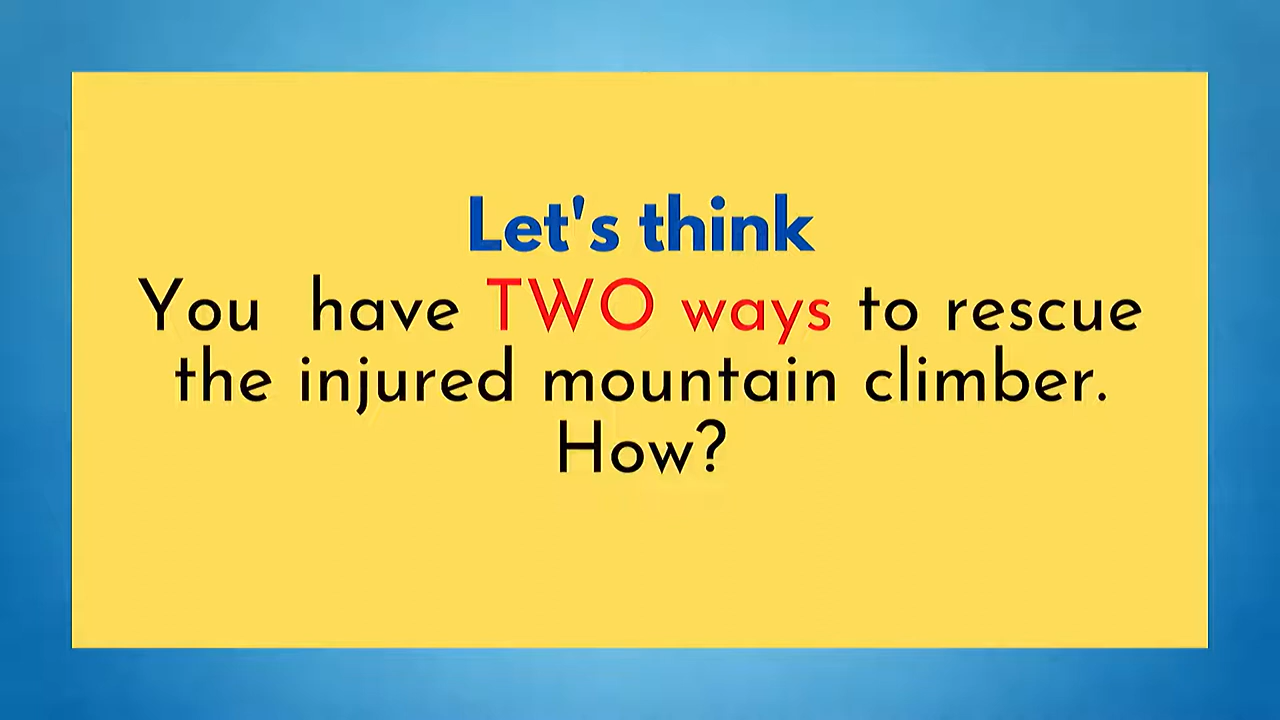 Let's think
You have TWO ways to rescue
the injured mountain climber.
How?